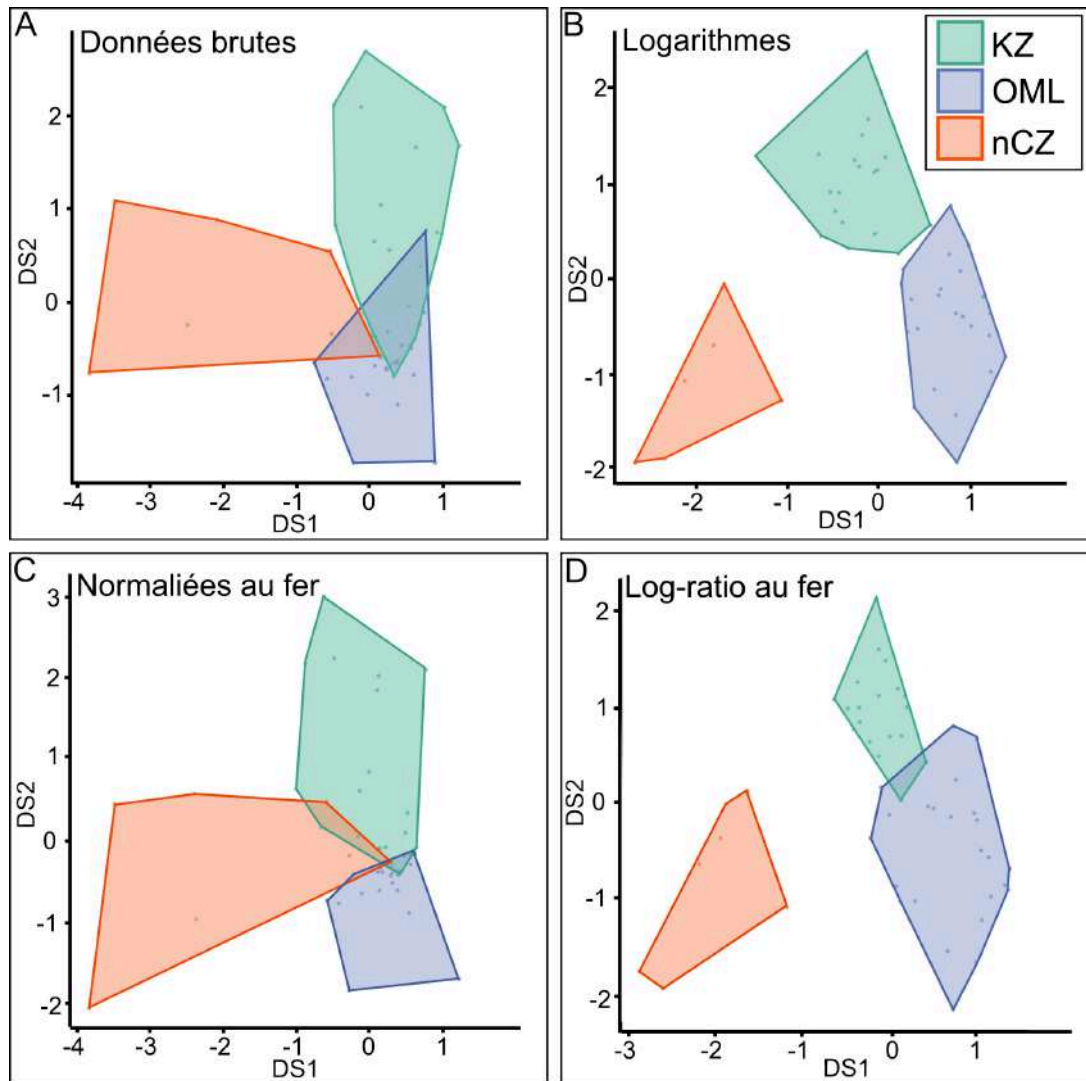 A
Données brutes
2
1
0
-1
DS2
-4 -3 -2 -1 0 1
DS1
B
Logarithmes
2
1
0
-1
-2
DS2
-2 -1 0 1
DS1
KZ
OML
nCZ
C
Normaliées au fer
3
2
1
0
-1
-2
DS2
-4 -3 -2 -1 0 1
DS1
D
Log-ratio au fer
2
1
0
-1
-2
DS2
-3 -2 -1 0 1
DS1